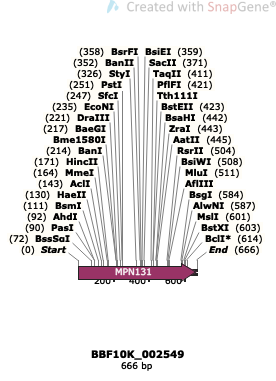 Created with SnapGene®
(358) BsrFI BsiEI (359)
(352) BanII SacII (371)
(326) StyI TaqII (411)
(251) PstI PflFI (421)
(247) SfcI Tth111I
(235) EcoNI BstEII (423)
(221) DraIII BsaHI (442)
(217) BaeGI ZraI (443)
Bme1580I AatII (445)
(214) BanI RsrII (504)
(171) HincII BsiWI (508)
(164) MmeI MluI (511)
(143) AclI AflIII
(130) HaeII BsgI (584)
(111) BsmI AlwNI (587)
(92) AhdI MslI (601)
(90) PasI BstXI (603)
(72) BssSαI BclI* (614)
(0) Start End (666)
MPN131
200 400 600
BBF10K_002549
666 bp